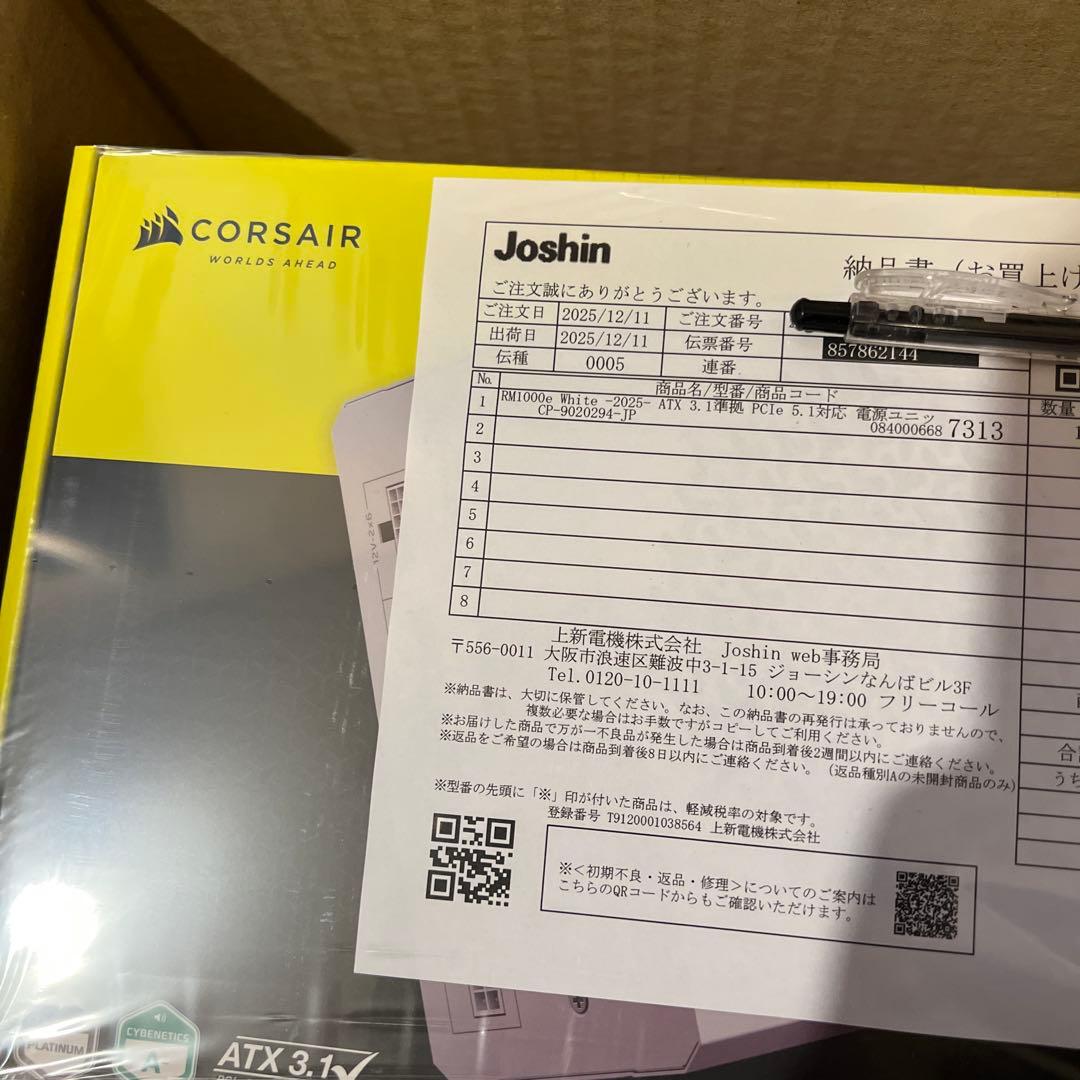 CORSAIR
WORLDS AHEAD
Joshin
納品書（お買上げ
ご注文誠にありがとうございます。
ご注文日 2025/12/11 ご注文番号
出荷日 2025/12/11 伝票番号 857862144
伝種 0005 連番
No. 商品名/型番/商品コード 数量
1 RM1000e White -2025- ATX 3.1準拠 PCIe 5.1対応 電源ユニッ
CP-9020294-JP 084000668 7313
2
3
4
5
6
7
8
上新電機株式会社 Joshin web事務局
〒556-0011 大阪市浪速区難波中3-1-15 ジョーシンなんばビル3F
Tel.0120-10-1111 10:00～19:00 フリーコール
※納品書は、大切に保管してください。なお、この納品書の再発行は承っておりませんので、
複数必要な場合はお手数ですがコピーしてご利用ください。
※お届けした商品で万が一不良品が発生した場合は商品到着後2週間以内にご連絡ください。
※返品をご希望の場合は商品到着後8日以内にご連絡ください。（返品種別Aの未開封商品のみ）
※型番の先頭に「※」印が付いた商品は、軽減税率の対象です。
登録番号 T9120001038564 上新電機株式会社
※＜初期不良・返品・修理＞についてのご案内は
こちらのQRコードからもご確認いただけます。
うち
12V-2x6
PLATINUM
CYBENETICS
A-
ATX 3.1